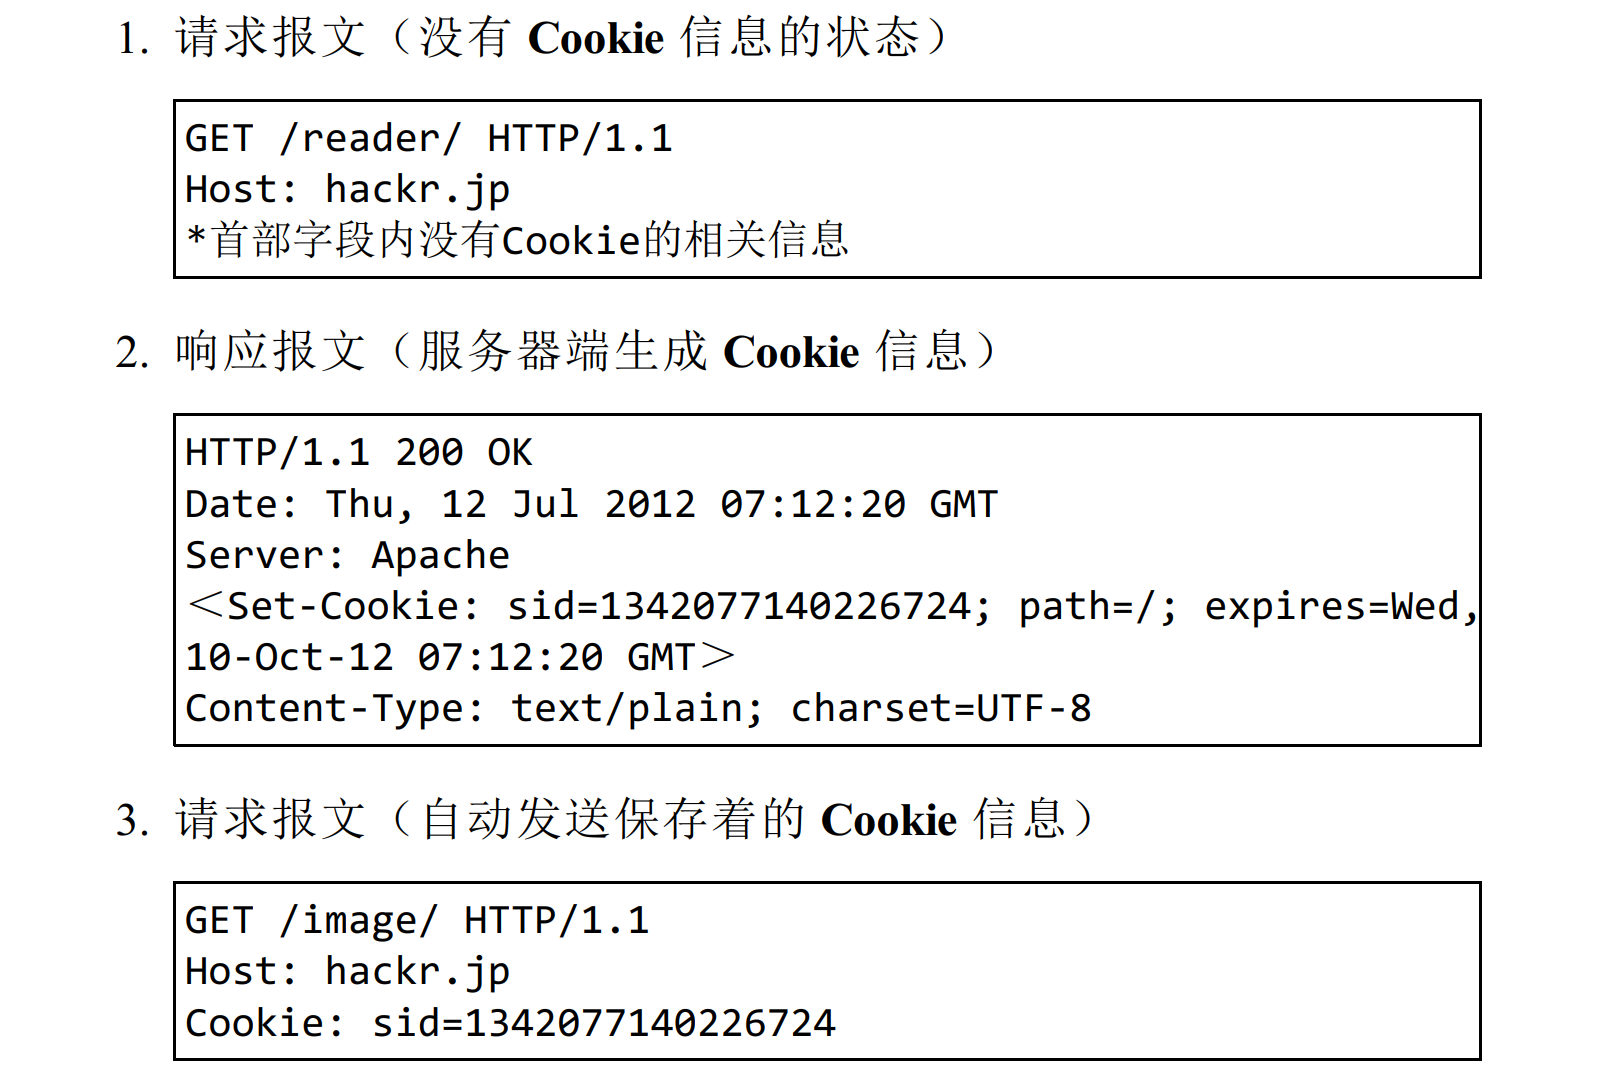 1. 请求报文（没有 Cookie 信息的状态）
GET /reader/ HTTP/1.1
Host: hackr.jp
*首部字段内没有Cookie的相关信息
2. 响应报文（服务器端生成 Cookie 信息）
HTTP/1.1 200 OK
Date: Thu, 12 Jul 2012 07:12:20 GMT
Server: Apache
＜Set-Cookie: sid=1342077140226724; path=/; expires=Wed,
10-Oct-12 07:12:20 GMT＞
Content-Type: text/plain; charset=UTF-8
3. 请求报文（自动发送保存着的 Cookie 信息）
GET /image/ HTTP/1.1
Host: hackr.jp
Cookie: sid=1342077140226724